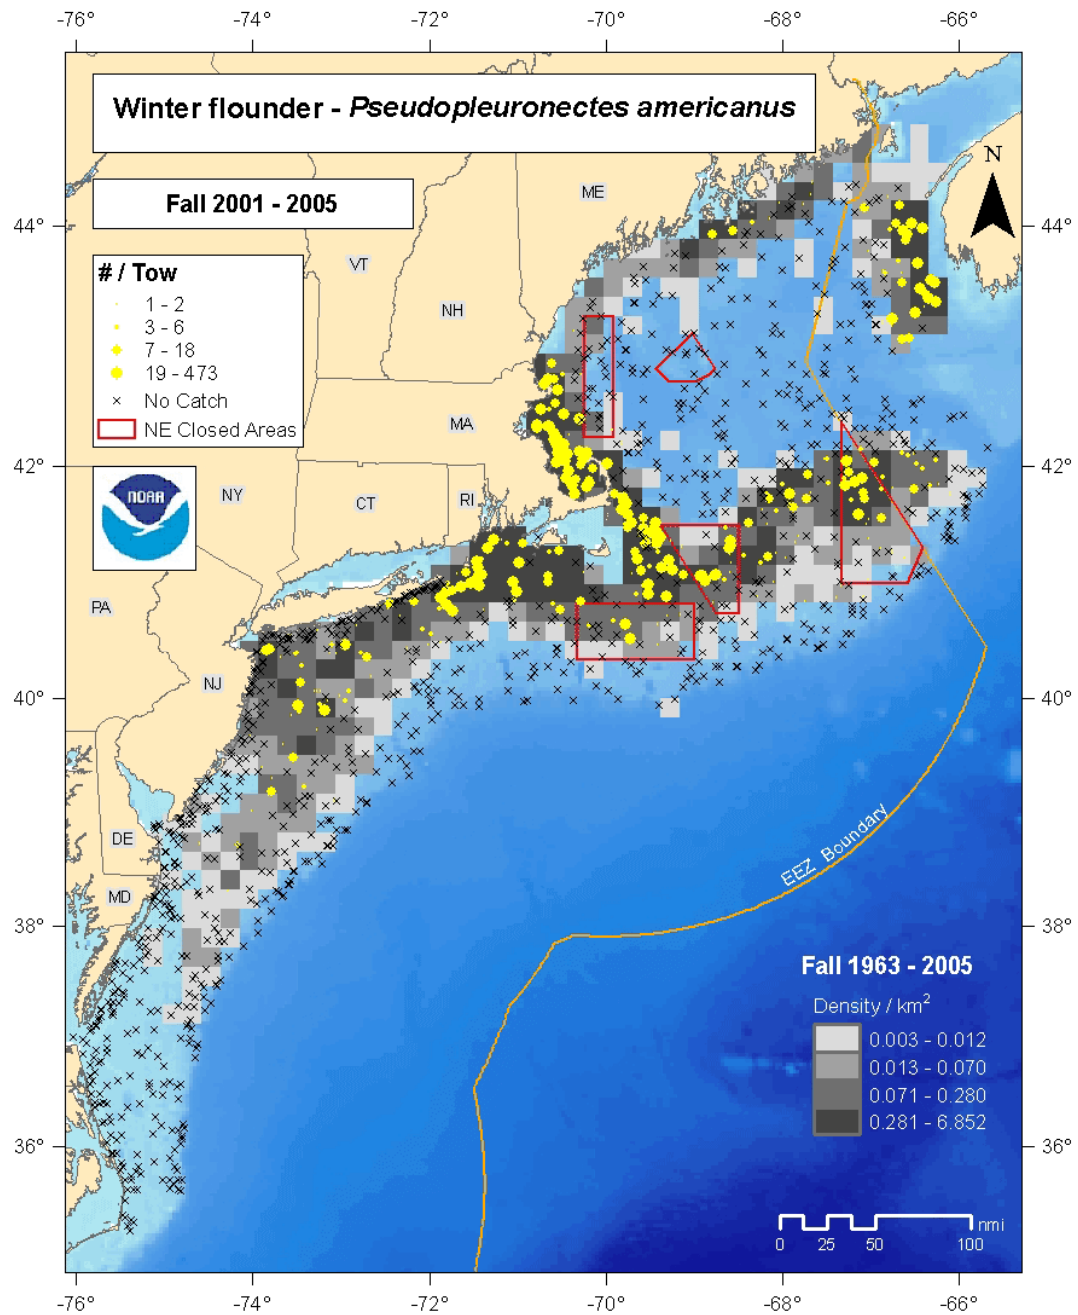 -76° -74° -72° -70° -68° -66°
Winter flounder - Pseudopleuronectes americanus
Fall 2001 - 2005
# / Tow
1 - 2
3 - 6
7 - 18
19 - 473
No Catch
NE Closed Areas
NOAA
N
ME
VT
NH
MA
NY
CT
RI
PA
NJ
DE
MD
44° 44°
42° 42°
40° 40°
38° 38°
36° 36°
EEZ Boundary
Fall 1963 - 2005
Density / km²
0.003 - 0.012
0.013 - 0.070
0.071 - 0.280
0.281 - 6.852
nmi
0 25 50 100
-76° -74° -72° -70° -68° -66°